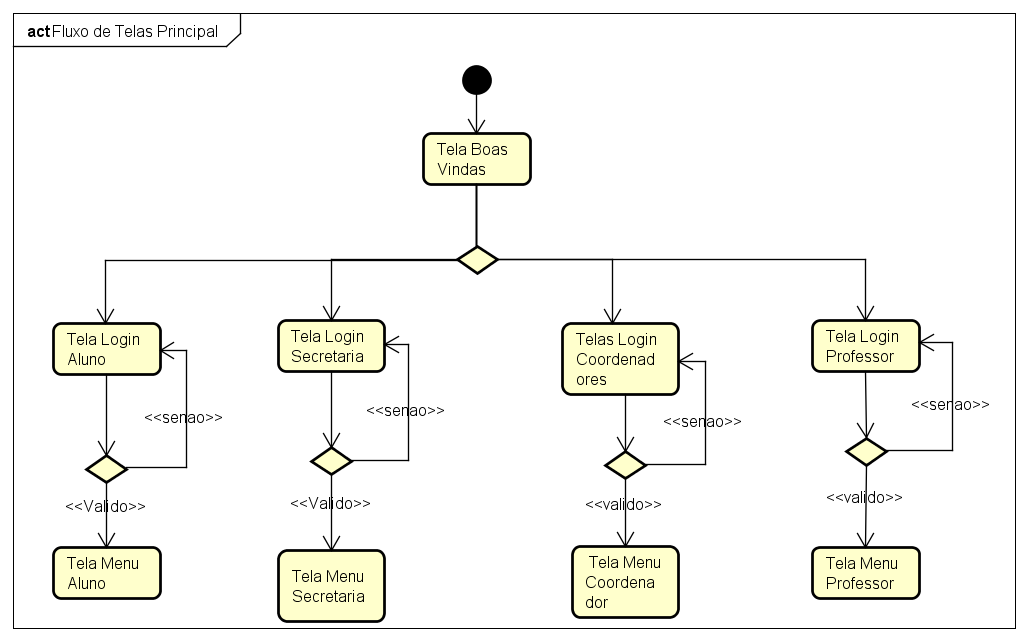 act Fluxo de Telas Principal
Tela Boas
Vindas
Tela Login
Aluno
Tela Login
Secretaria
Telas Login
Coordenad
ores
Tela Login
Professor
<<senao>>
<<senao>>
<<senao>>
<<senao>>
<<Valido>>
<<Valido>>
<<valido>>
<<valido>>
Tela Menu
Aluno
Tela Menu
Secretaria
Tela Menu
Coordena
dor
Tela Menu
Professor